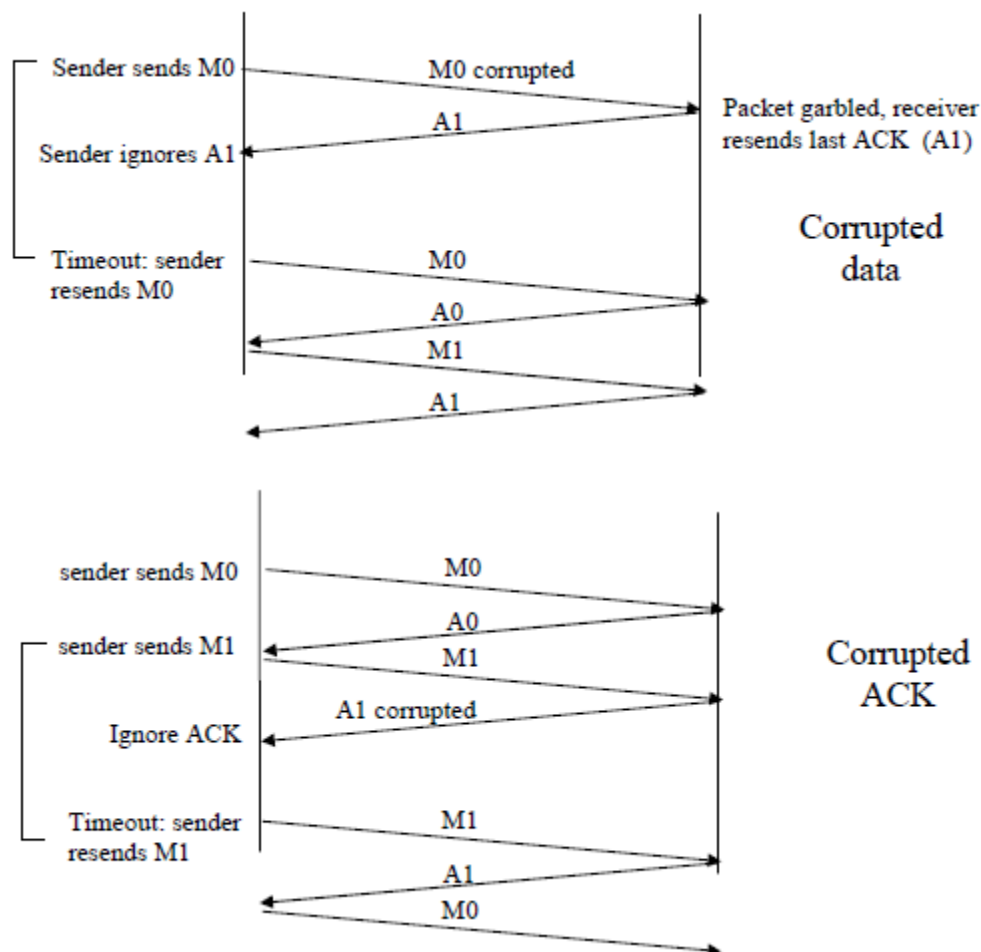 Sender sends M0
M0 corrupted
Packet garbled, receiver
resends last ACK (A1)
A1
Sender ignores A1
Corrupted
data
Timeout: sender
resends M0
M0
A0
M1
A1
sender sends M0
M0
A0
sender sends M1
M1
Corrupted
ACK
A1 corrupted
Ignore ACK
Timeout: sender
resends M1
M1
A1
M0